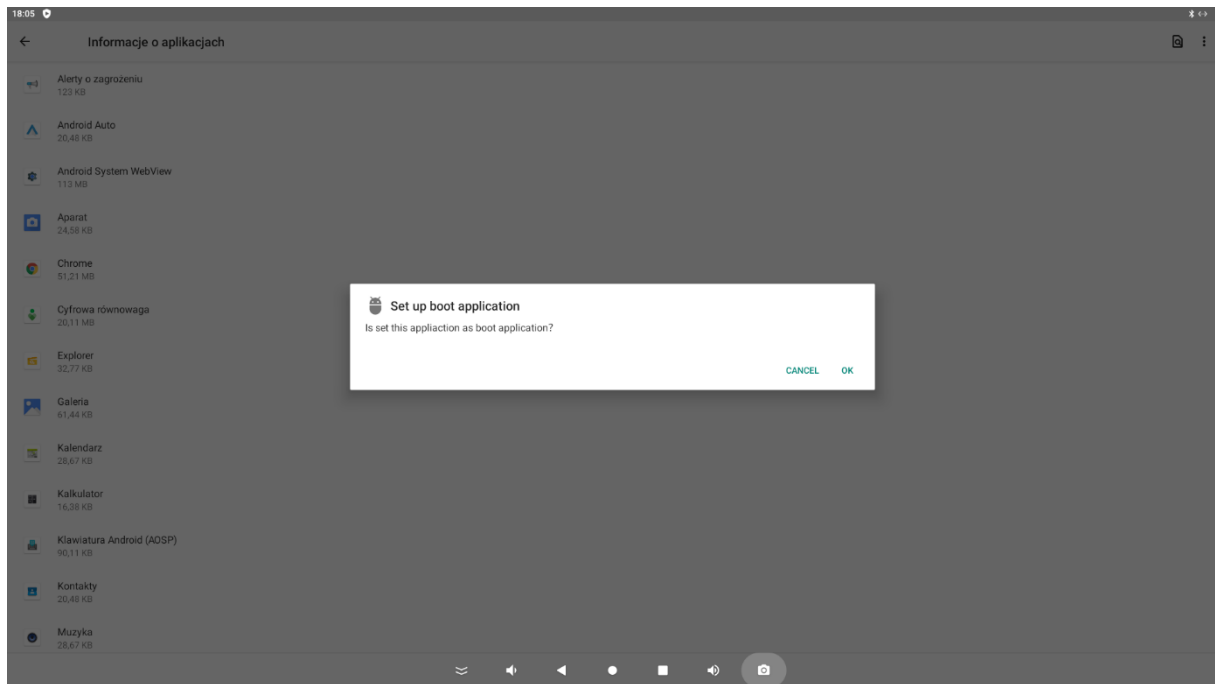 18:05
Informacje o aplikacjach
Alerty o zagrożeniu
123 KB
Android Auto
20,48 KB
Android System WebView
113 MB
Aparat
24,58 KB
Chrome
51,21 MB
Cyfrowa równowaga
20,11 MB
Explorer
32,77 KB
Galeria
61,44 KB
Kalendarz
28,67 KB
Kalkulator
16,38 KB
Klawiatura Android (AOSP)
90,11 KB
Kontakty
20,48 KB
Muzyka
28,67 KB
Set up boot application
Is set this appliaction as boot application?
CANCEL OK